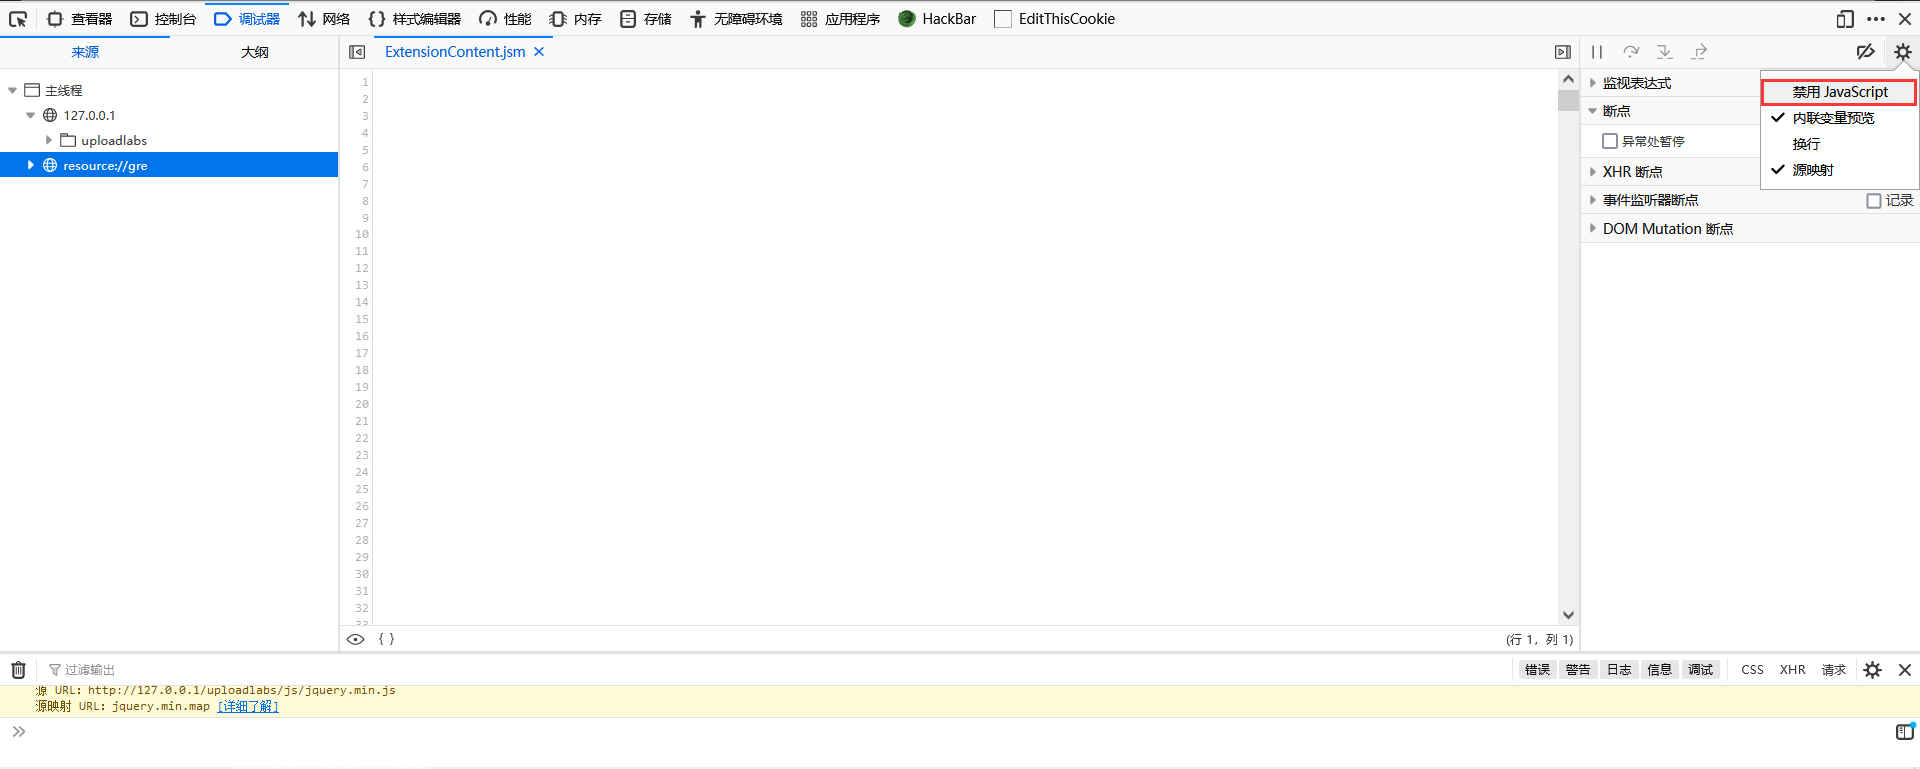 查看器 控制台 调试器 网络 样式编辑器 性能 内存 存储 无障碍环境 应用程序 HackBar EditThisCookie
来源 大纲
ExtensionContent.jsm
主线程
127.0.0.1
uploadlabs
resource://gre
1
2
3
4
5
6
7
8
9
10
11
12
13
14
15
16
17
18
19
20
21
22
23
24
25
26
27
28
29
30
31
32
33
{ }
(行 1，列 1)
监视表达式
断点
异常处暂停
XHR 断点
事件监听器断点
记录
DOM Mutation 断点
禁用 JavaScript
内联变量预览
换行
源映射
过滤输出
错误 警告 日志 信息 调试 CSS XHR 请求
源 URL：http://127.0.0.1/uploadlabs/js/jquery.min.js
源映射 URL：jquery.min.map [详细了解]